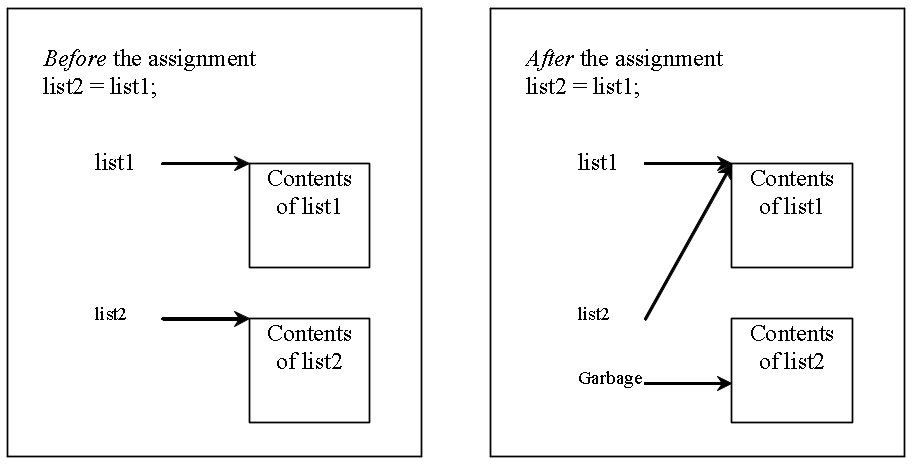 Before the assignment
list2 = list1;
list1
Contents
of list1
list2
Contents
of list2
After the assignment
list2 = list1;
list1
Contents
of list1
list2
Contents
of list2
Garbage